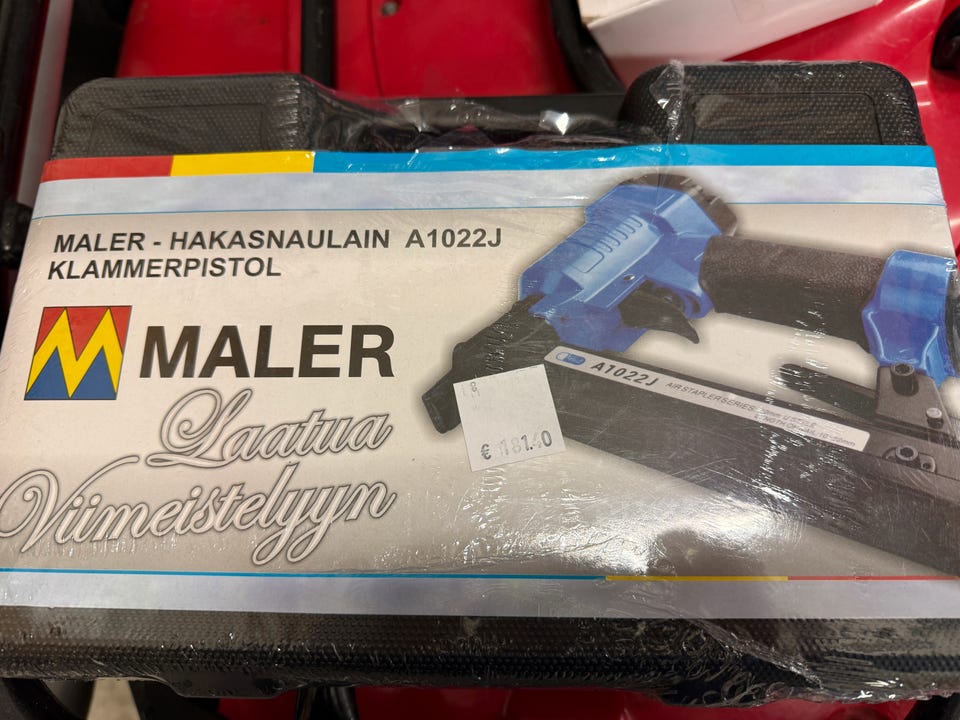 MALER - HAKASNAULAIN A1022J
KLAMMERPISTOL
MALER
Laatua
Viimeistelyyn
€ 181.40
A1022J
AIR STAPLER SERIES